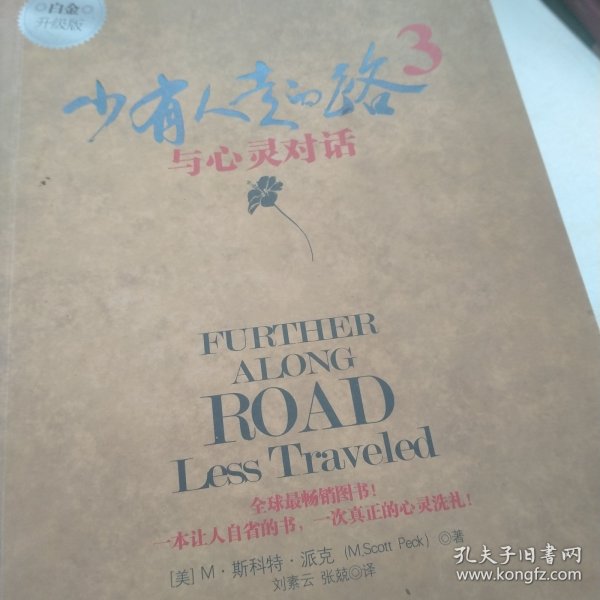 白金
升级版
少有人走的路3
与心灵对话
FURTHER
ALONG
ROAD
Less Traveled
全球最畅销图书！
一本让人自省的书，一次真正的心灵洗礼！
[美] M·斯科特·派克 (M.Scott Peck) ◎著
刘素云 张兢◎译
孔夫子旧书网
www.kongfz.com